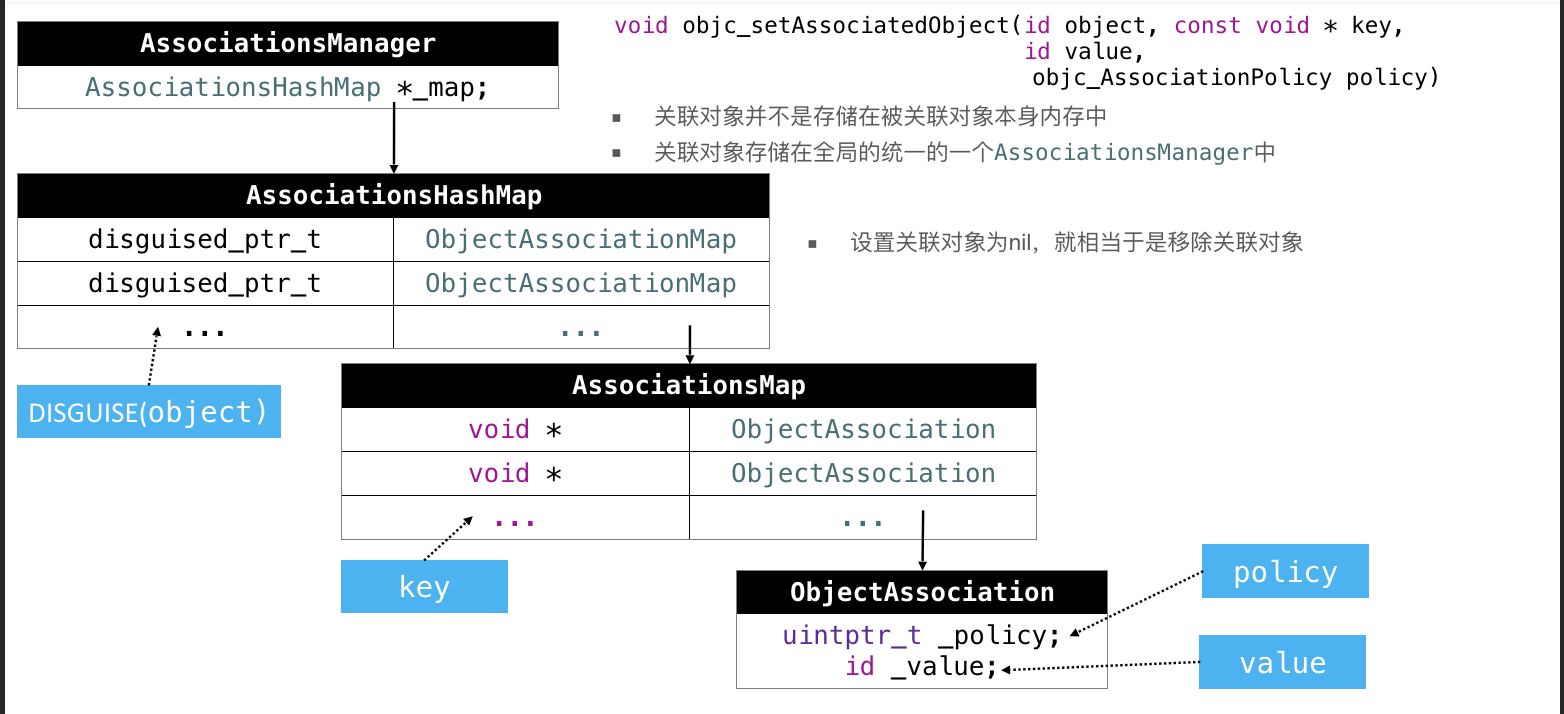 AssociationsManager
AssociationsHashMap *_map;
void objc_setAssociatedObject(id object, const void * key,
id value,
objc_AssociationPolicy policy)
▪ 关联对象并不是存储在被关联对象本身内存中
▪ 关联对象存储在全局的统一的一个AssociationsManager中
AssociationsHashMap
disguised_ptr_t ObjectAssociationMap
disguised_ptr_t ObjectAssociationMap
... ...
▪ 设置关联对象为nil，就相当于是移除关联对象
DISGUISE(object)
AssociationsMap
void * ObjectAssociation
void * ObjectAssociation
... ...
key
ObjectAssociation
uintptr_t _policy;
id _value;
policy
value